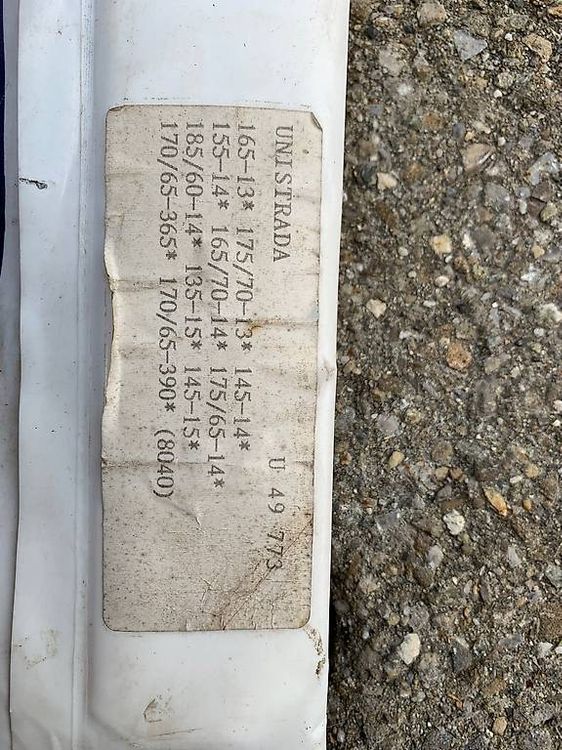 UNISTRADA U 49 773
165-13* 175/70-13* 145-14*
155-14* 165/70-14* 175/65-14*
185/60-14* 135-15* 145-15*
170/65-365* 170/65-390* (8040)